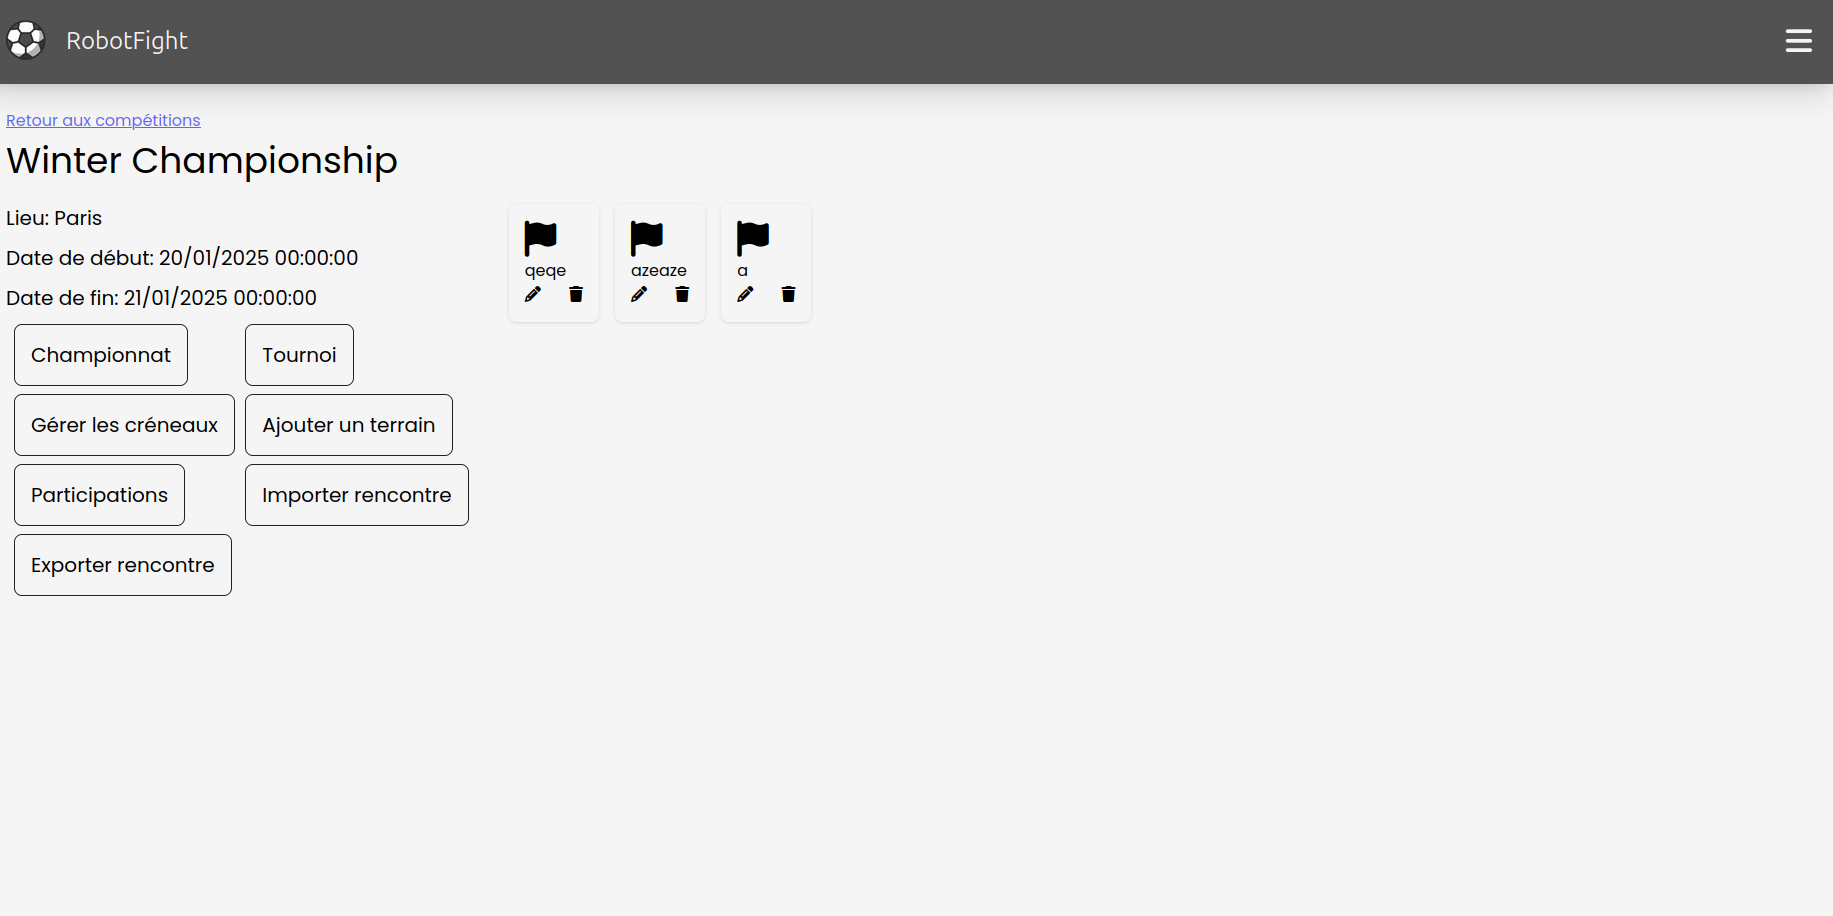 RobotFight
Retour aux compétitions
Winter Championship
Lieu: Paris
Date de début: 20/01/2025 00:00:00
Date de fin: 21/01/2025 00:00:00
Championnat
Tournoi
Gérer les créneaux
Ajouter un terrain
Participations
Importer rencontre
Exporter rencontre
qeqe
azeaze
a